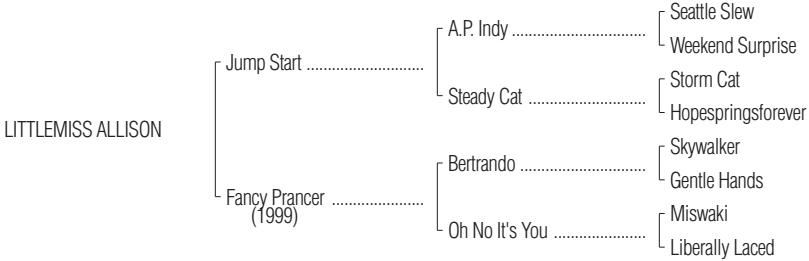 Seattle Slew
A.P. Indy ................................
Weekend Surprise
Jump Start ............................
Storm Cat
Steady Cat ............................
Hopespringsforever
LITTLEMISS ALLISON
Skywalker
Bertrando ..............................
Gentle Hands
Fancy Prancer ......................
(1999)
Miswaki
Oh No It's You ......................
Liberally Laced